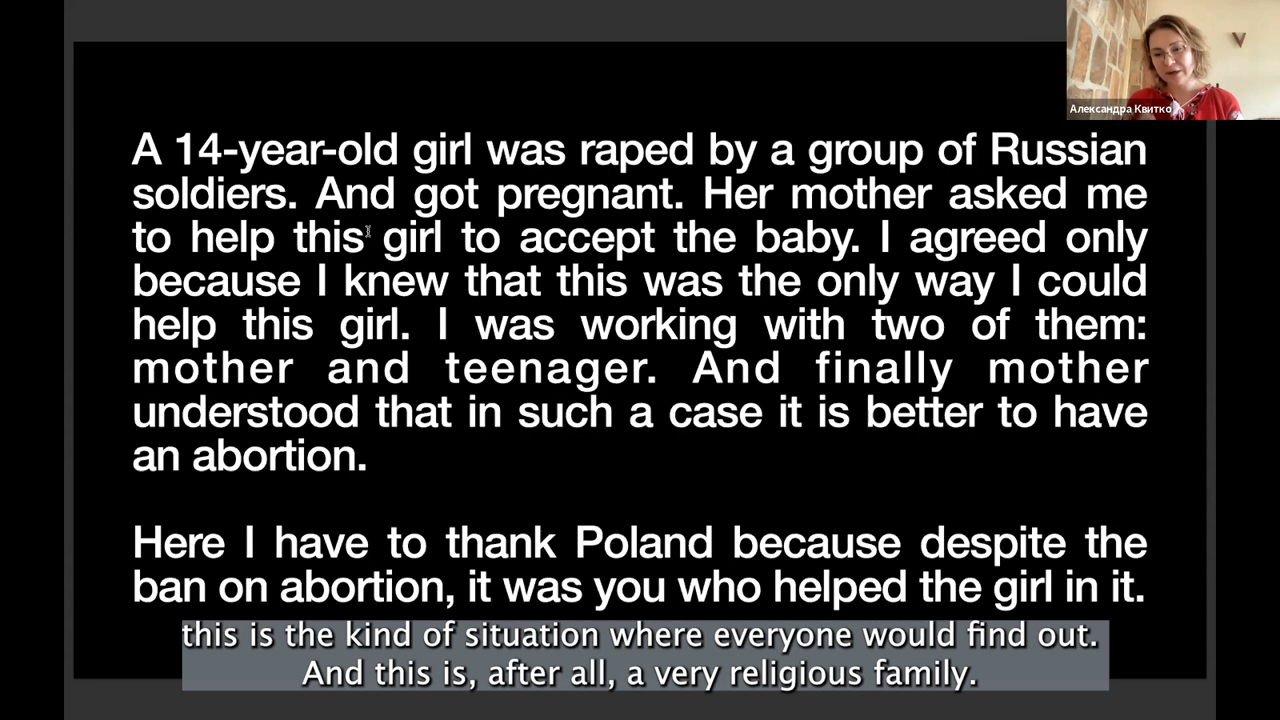 Александра Квитко
A 14-year-old girl was raped by a group of Russian
soldiers. And got pregnant. Her mother asked me
to help this girl to accept the baby. I agreed only
because I knew that this was the only way I could
help this girl. I was working with two of them:
mother and teenager. And finally mother
understood that in such a case it is better to have
an abortion.
Here I have to thank Poland because despite the
ban on abortion, it was you who helped the girl in it.
this is the kind of situation where everyone would find out.
And this is, after all, a very religious family.